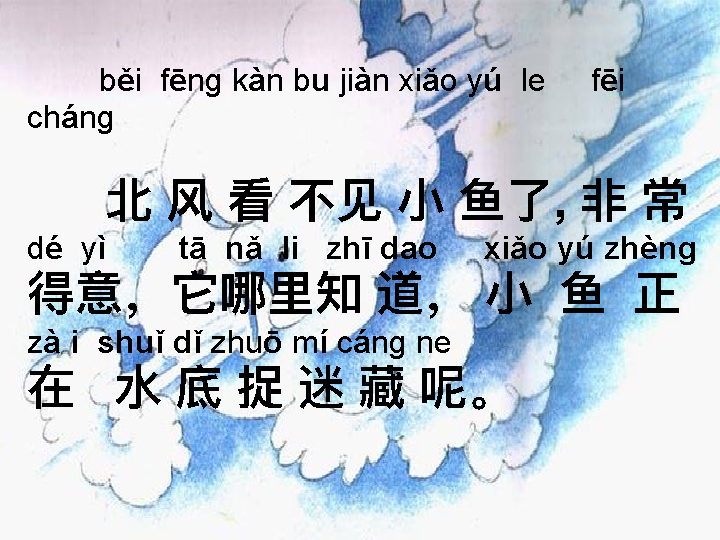 běi fēng kàn bu jiàn xiǎo yú le fēi
cháng
北 风 看 不见 小 鱼了, 非 常
dé yì tā nǎ li zhī dao xiǎo yú zhèng
得意， 它哪里知 道， 小 鱼 正
zà i shuǐ dǐ zhuō mí cáng ne
在 水 底 捉 迷 藏 呢。